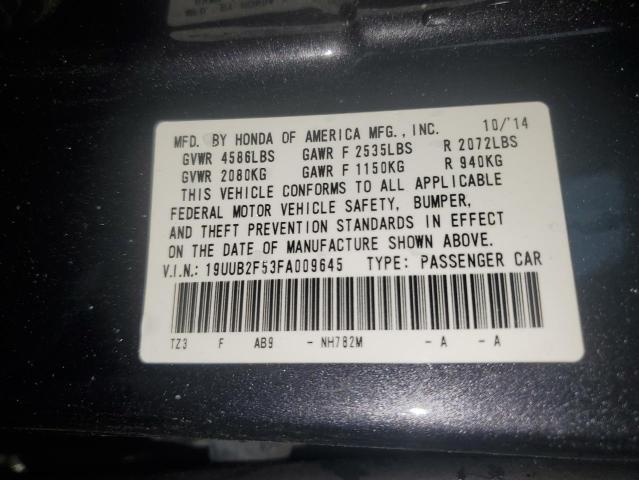 MFD. BY HONDA OF AMERICA MFG., INC. 10/'14
GVWR 4586LBS GAWR F 2535LBS R 2072LBS
GVWR 2080KG GAWR F 1150KG R 940KG
THIS VEHICLE CONFORMS TO ALL APPLICABLE
FEDERAL MOTOR VEHICLE SAFETY, BUMPER,
AND THEFT PREVENTION STANDARDS IN EFFECT
ON THE DATE OF MANUFACTURE SHOWN ABOVE.
V.I.N.: 19UUB2F53FA009645 TYPE: PASSENGER CAR
TZ3 F AB9 - NH782M - A - A